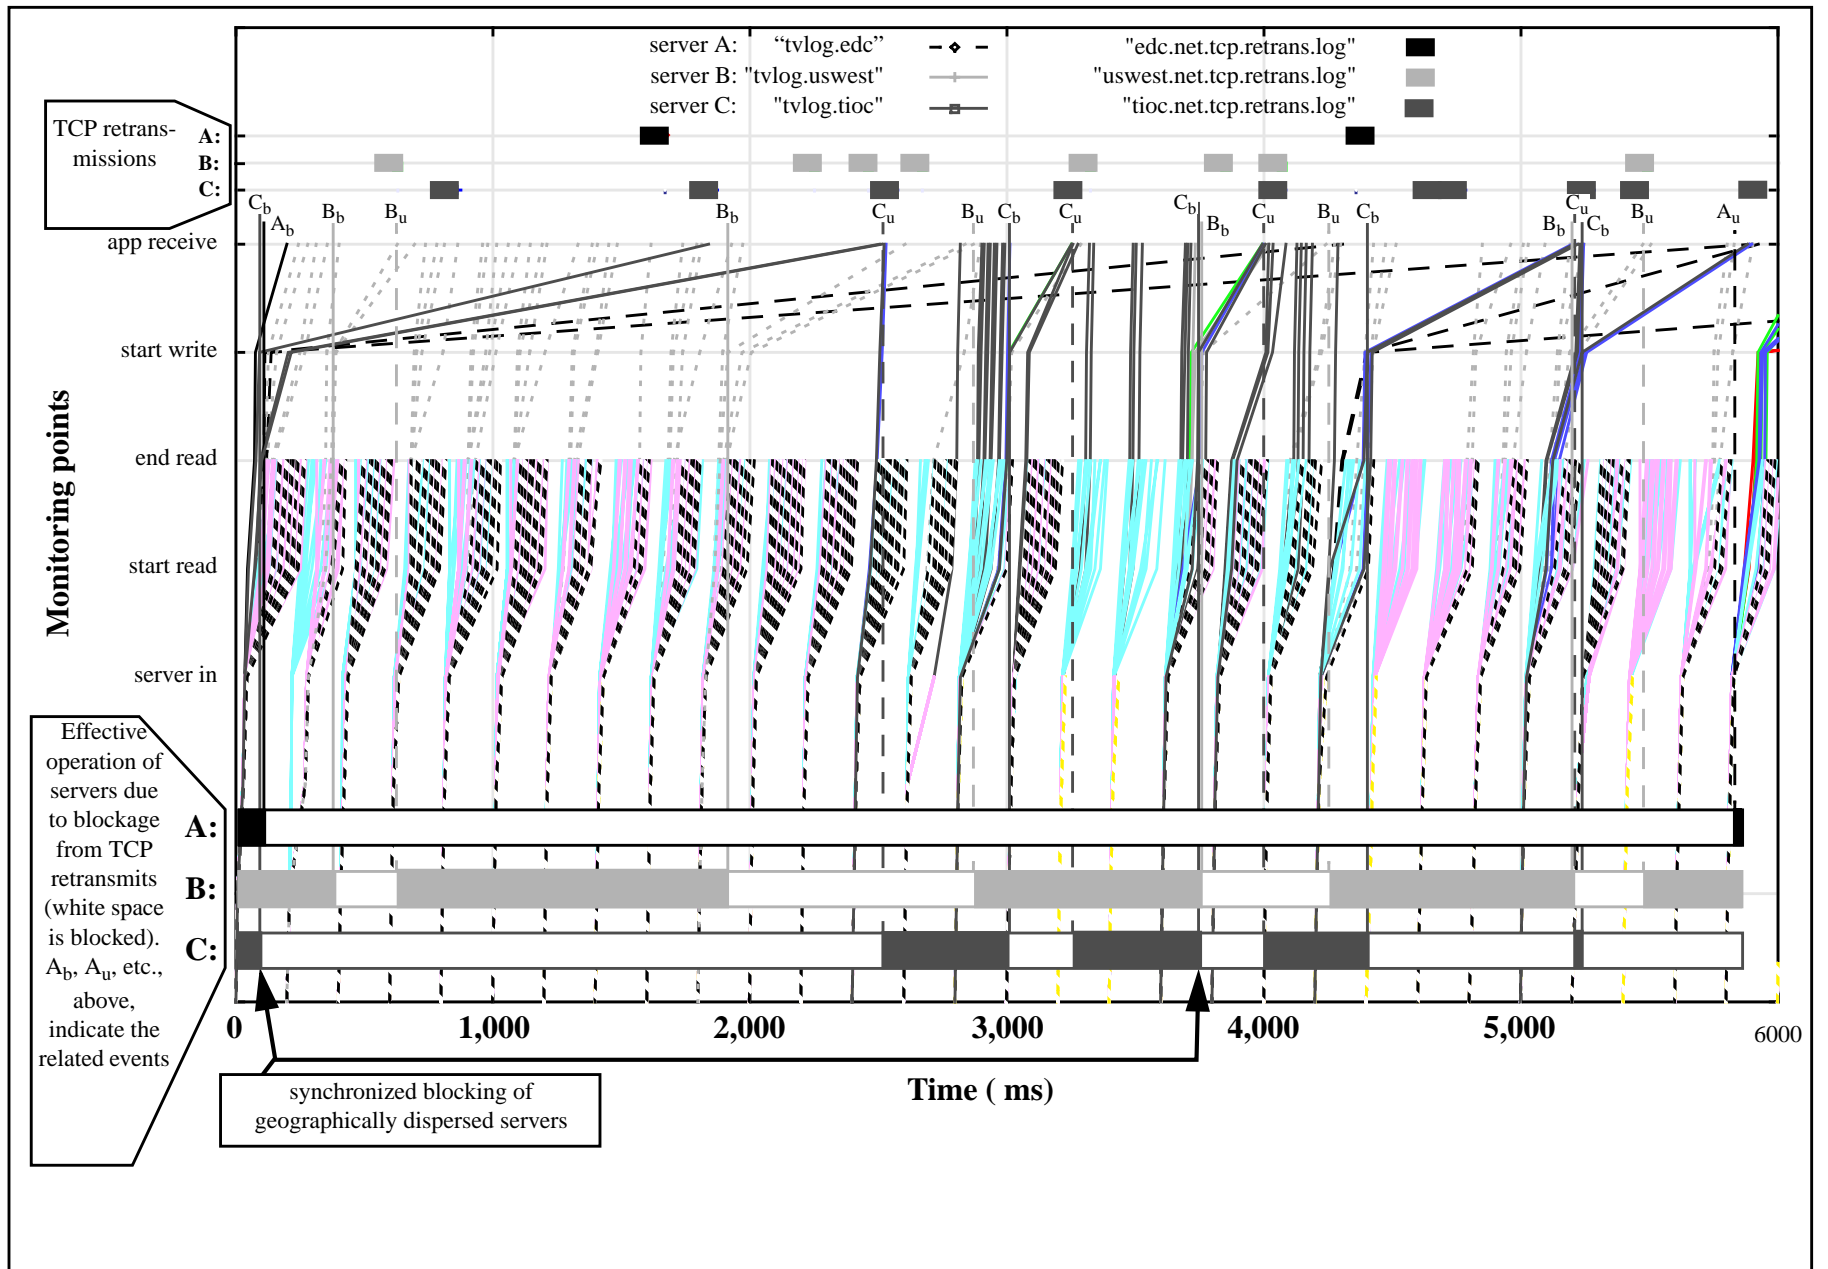 server A: “tvlog.edc” "edc.net.tcp.retrans.log"
server B: "tvlog.uswest" "uswest.net.tcp.retrans.log"
server C: "tvlog.tioc" "tioc.net.tcp.retrans.log"
TCP retrans-
missions
A:
B:
C:
Cb Ab Bb Bu Bb Cu Bu Cb Cu Cb Bb Cu Bu Cb Bb Cu Cb Bu Au
app receive
start write
end read
start read
server in
Monitoring points
Effective
operation of
servers due
to blockage
from TCP
retransmits
(white space
is blocked).
Ab, Au, etc.,
above,
indicate the
related events
A:
B:
C:
0 1,000 2,000 3,000 4,000 5,000 6000
Time ( ms)
synchronized blocking of
geographically dispersed servers